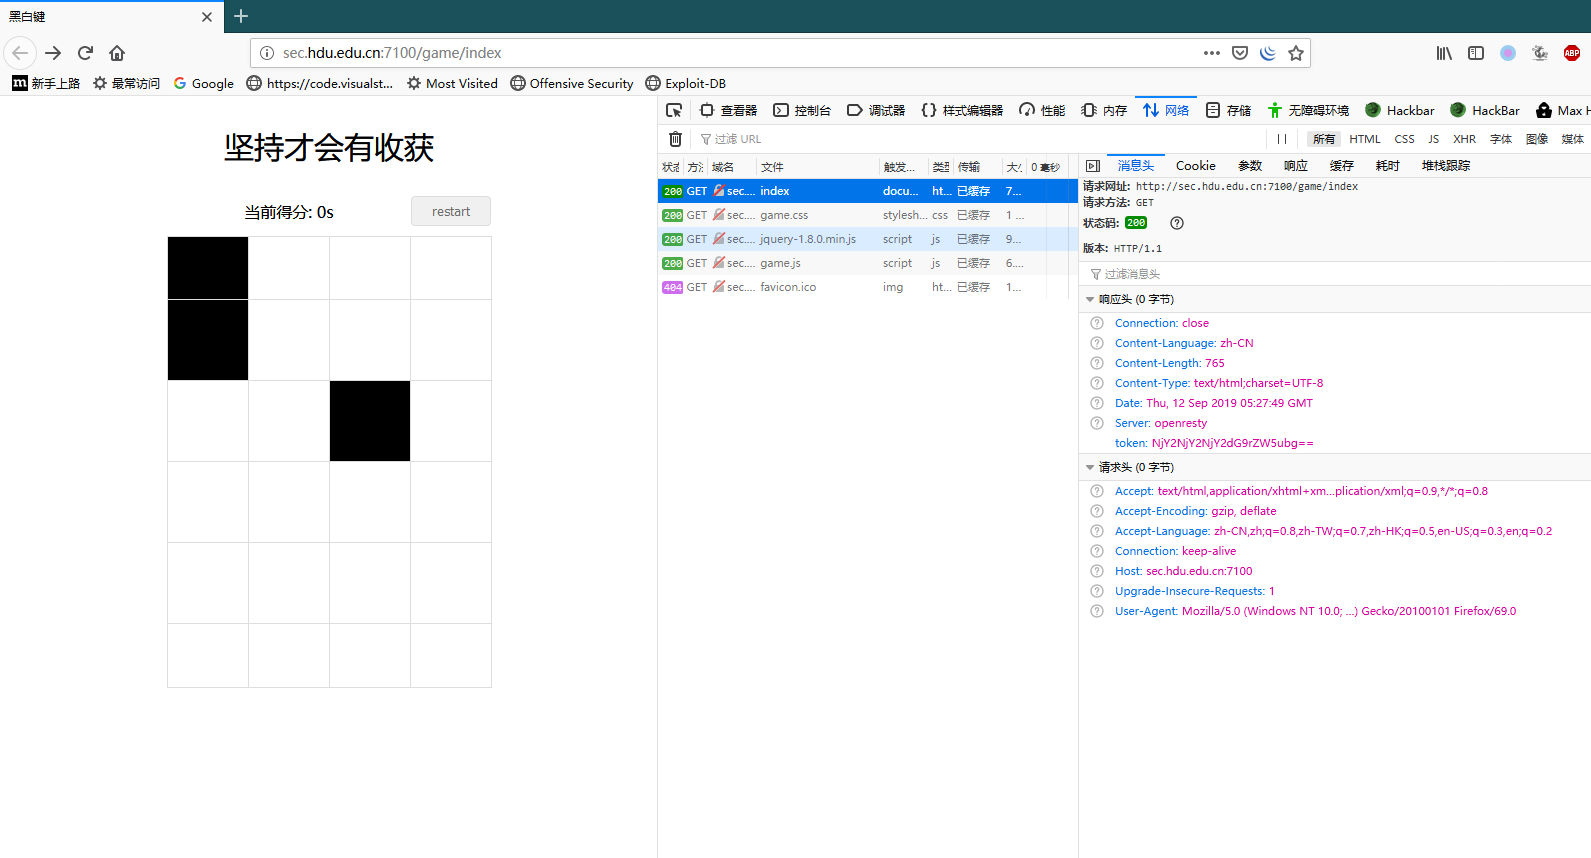 黑白键
sec.hdu.edu.cn:7100/game/index
新手上路 最常访问 Google https://code.visualst... Most Visited Offensive Security Exploit-DB
坚持才会有收获
当前得分: 0s
restart
查看器 控制台 调试器 样式编辑器 性能 内存 网络 存储 无障碍环境 Hackbar HackBar Max H
过滤 URL
所有 HTML CSS JS XHR 字体 图像 媒体
域名 文件 触发... 传输 0 毫秒
200 GET sec.... index docu... ht... 已缓存 7...
200 GET sec.... game.css stylesh... css 已缓存 1 ...
200 GET sec.... jquery-1.8.0.min.js script js 已缓存 9...
200 GET sec.... game.js script js 已缓存 6....
404 GET sec.... favicon.ico img ht... 已缓存 1...
消息头 Cookie 参数 响应 缓存 耗时 堆栈跟踪
请求网址: http://sec.hdu.edu.cn:7100/game/index
请求方法: GET
状态码: 200
版本: HTTP/1.1
过滤消息头
响应头 (0 字节)
Connection: close
Content-Language: zh-CN
Content-Length: 765
Content-Type: text/html;charset=UTF-8
Date: Thu, 12 Sep 2019 05:27:49 GMT
Server: openresty
token: NjY2NjY2NjY2dG9rZW5ubg==
请求头 (0 字节)
Accept: text/html,application/xhtml+xm...plication/xml;q=0.9,*/*;q=0.8
Accept-Encoding: gzip, deflate
Accept-Language: zh-CN,zh;q=0.8,zh-TW;q=0.7,zh-HK;q=0.5,en-US;q=0.3,en;q=0.2
Connection: keep-alive
Host: sec.hdu.edu.cn:7100
Upgrade-Insecure-Requests: 1
User-Agent: Mozilla/5.0 (Windows NT 10.0; ...) Gecko/20100101 Firefox/69.0